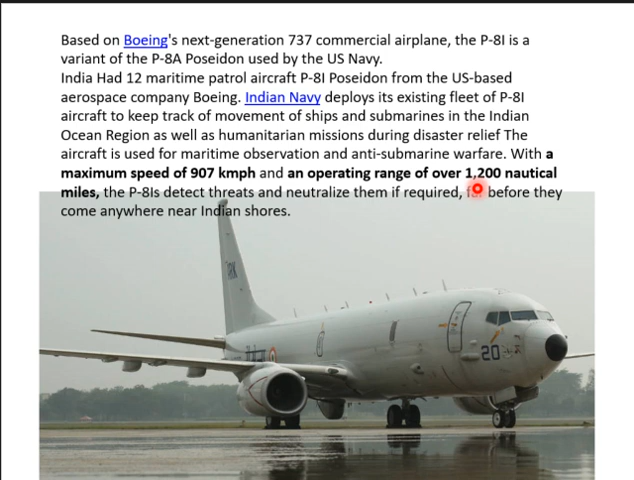 Based on Boeing's next-generation 737 commercial airplane, the P-8I is a
variant of the P-8A Poseidon used by the US Navy.
India Had 12 maritime patrol aircraft P-8I Poseidon from the US-based
aerospace company Boeing. Indian Navy deploys its existing fleet of P-8I
aircraft to keep track of movement of ships and submarines in the Indian
Ocean Region as well as humanitarian missions during disaster relief The
aircraft is used for maritime observation and anti-submarine warfare. With a
maximum speed of 907 kmph and an operating range of over 1,200 nautical
miles, the P-8Is detect threats and neutralize them if required, before they
come anywhere near Indian shores.
20